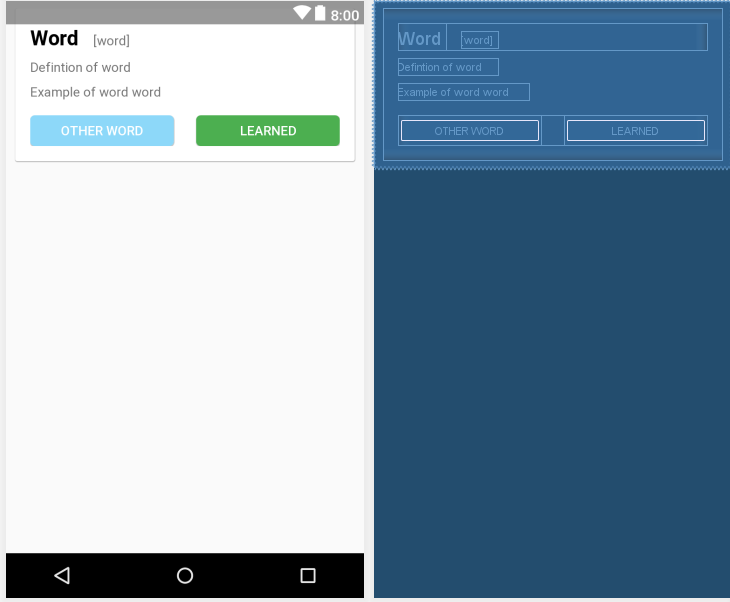 8:00
Word [word]
Defintion of word
Example of word word
OTHER WORD LEARNED
Word word]
Defintion of word
Example of word word
OTHER WORD LEARNED